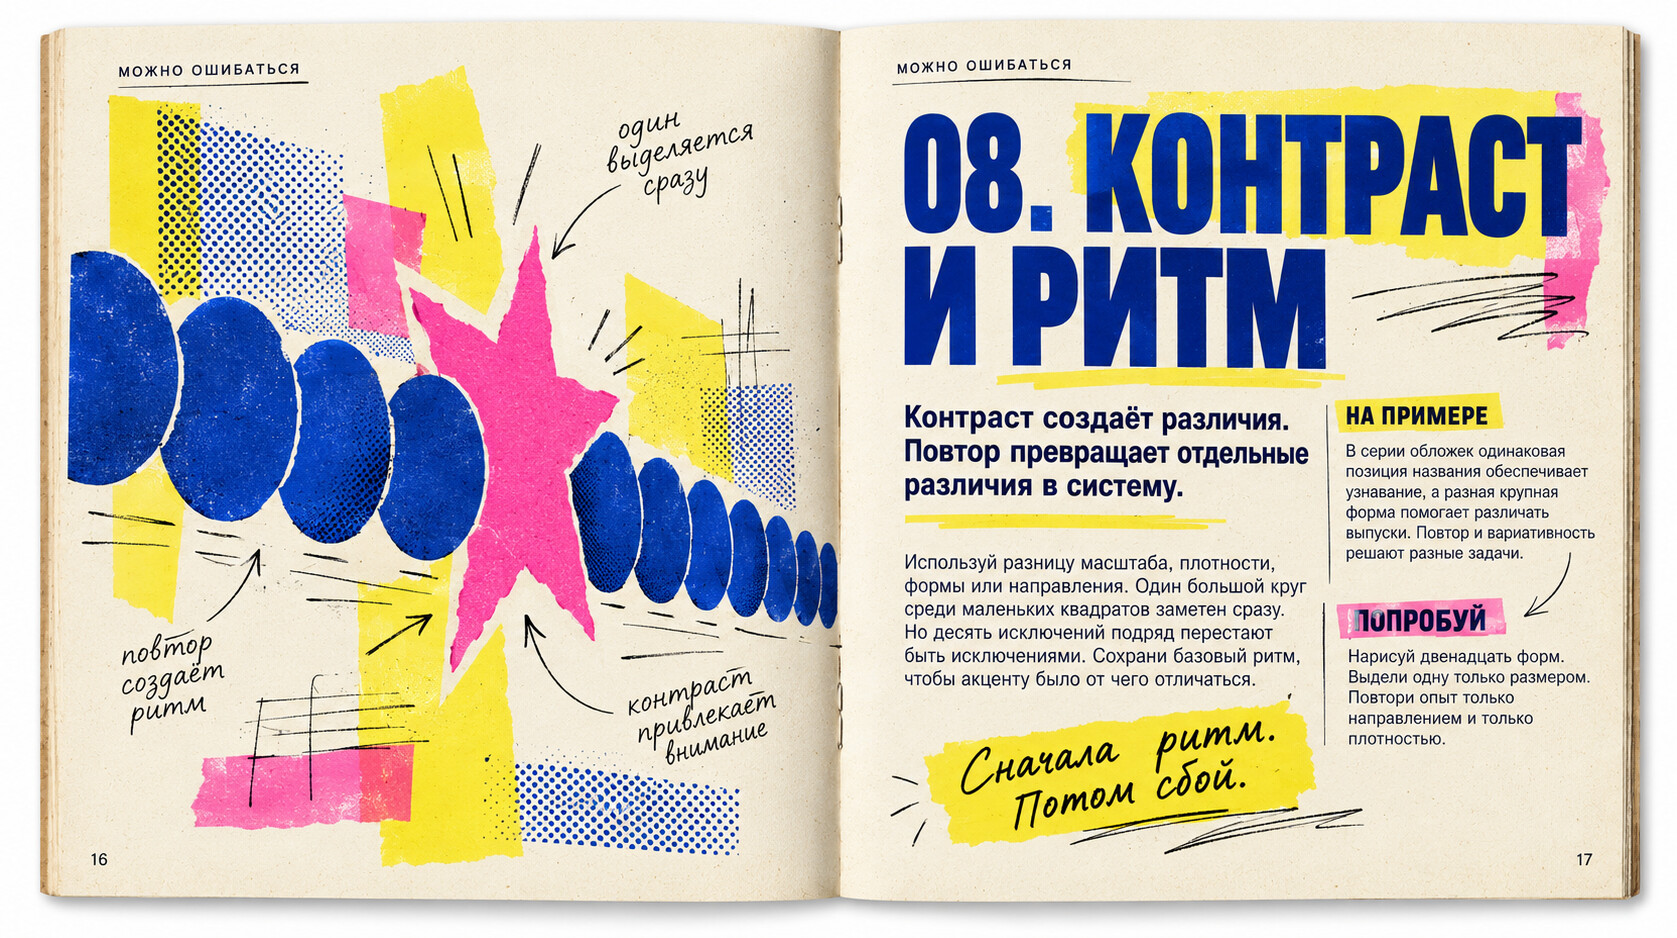 МОЖНО ОШИБАТЬСЯ
один
выделяется
сразу
повтор
создаёт
ритм
контраст
привлекает
внимание
16
МОЖНО ОШИБАТЬСЯ
08. КОНТРАСТ
И РИТМ
Контраст создаёт различия.
Повтор превращает отдельные
различия в систему.
Используй разницу масштаба, плотности,
формы или направления. Один большой круг
среди маленьких квадратов заметен сразу.
Но десять исключений подряд перестают
быть исключениями. Сохрани базовый ритм,
чтобы акценту было от чего отличаться.
Сначала ритм.
Потом сбой.
НА ПРИМЕРЕ
В серии обложек одинаковая
позиция названия обеспечивает
узнавание, а разная крупная
форма помогает различать
выпуски. Повтор и вариативность
решают разные задачи.
ПОПРОБУЙ
Нарисуй двенадцать форм.
Выдели одну только размером.
Повтори опыт только
направлением и только
плотностью.
17